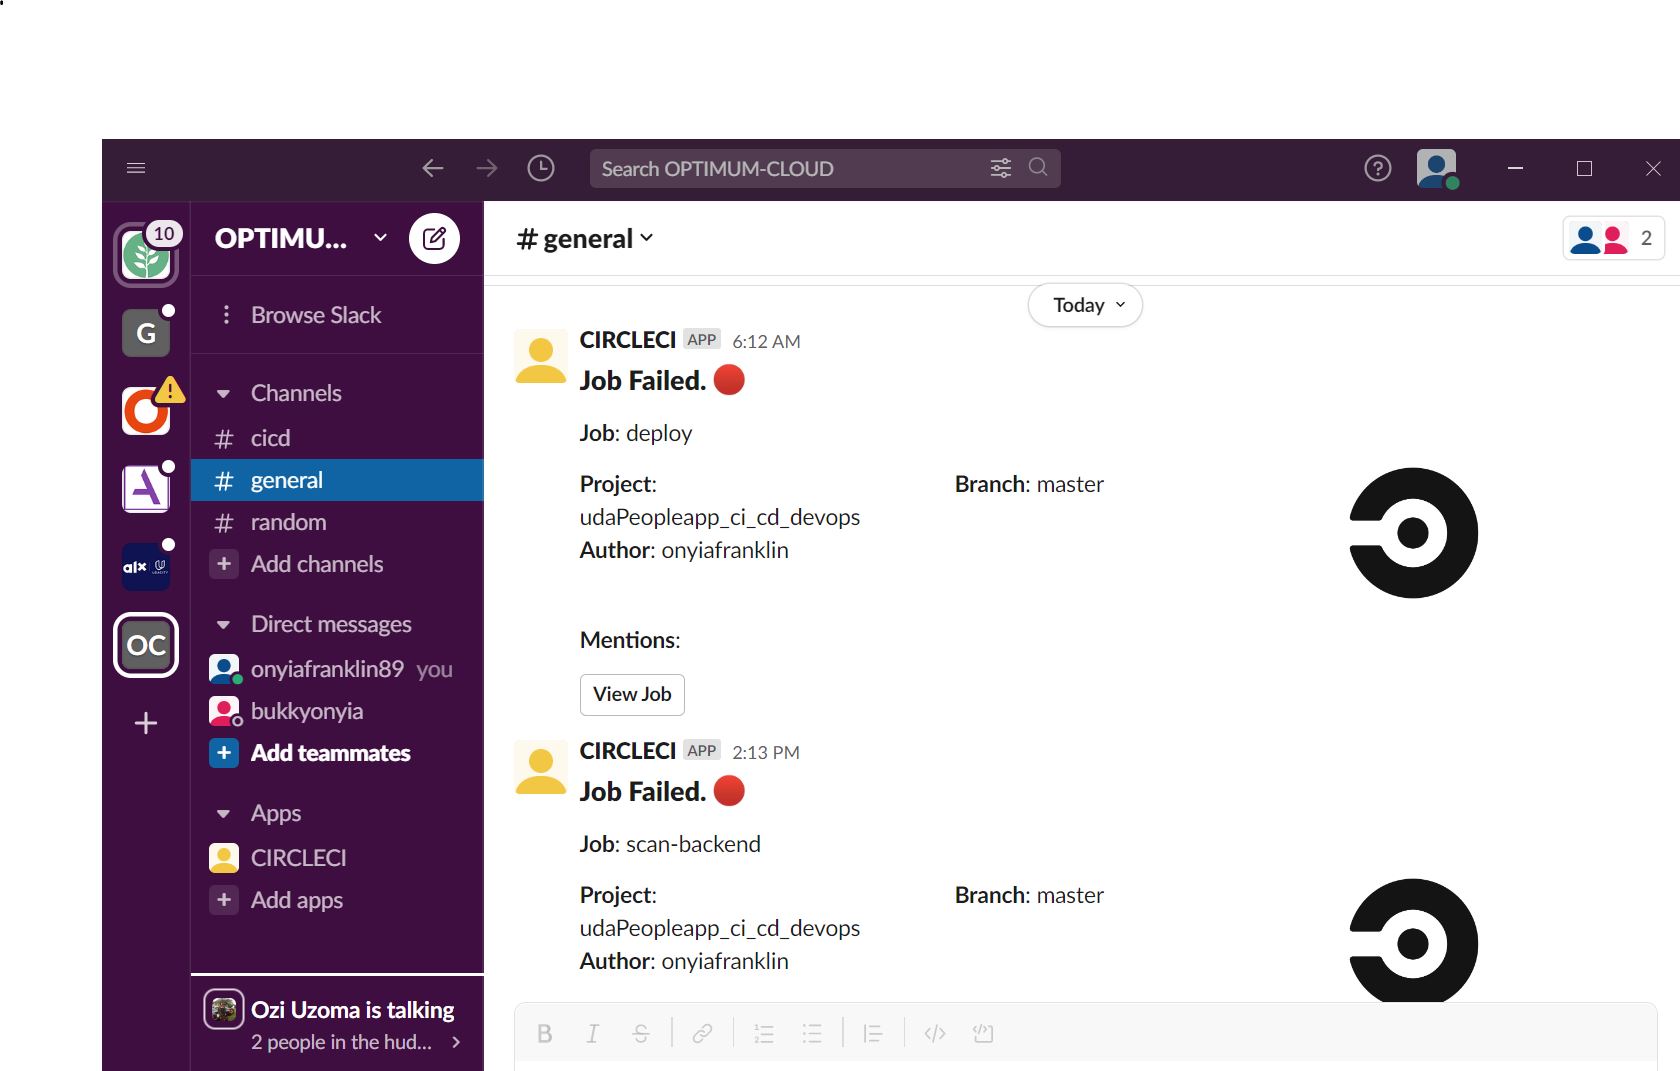 Search OPTIMUM-CLOUD
10
G
alx
OC
OPTIMU...
Browse Slack
Channels
# cicd
# general
# random
+ Add channels
Direct messages
onyiafranklin89 you
bukkyonyia
+ Add teammates
Apps
CIRCLECI
+ Add apps
Ozi Uzoma is talking
2 people in the hud...
# general
2
Today
CIRCLECI APP 6:12 AM
Job Failed.
Job: deploy
Project: Branch: master
udaPeopleapp_ci_cd_devops
Author: onyiafranklin
Mentions:
View Job
CIRCLECI APP 2:13 PM
Job Failed.
Job: scan-backend
Project: Branch: master
udaPeopleapp_ci_cd_devops
Author: onyiafranklin
B I S